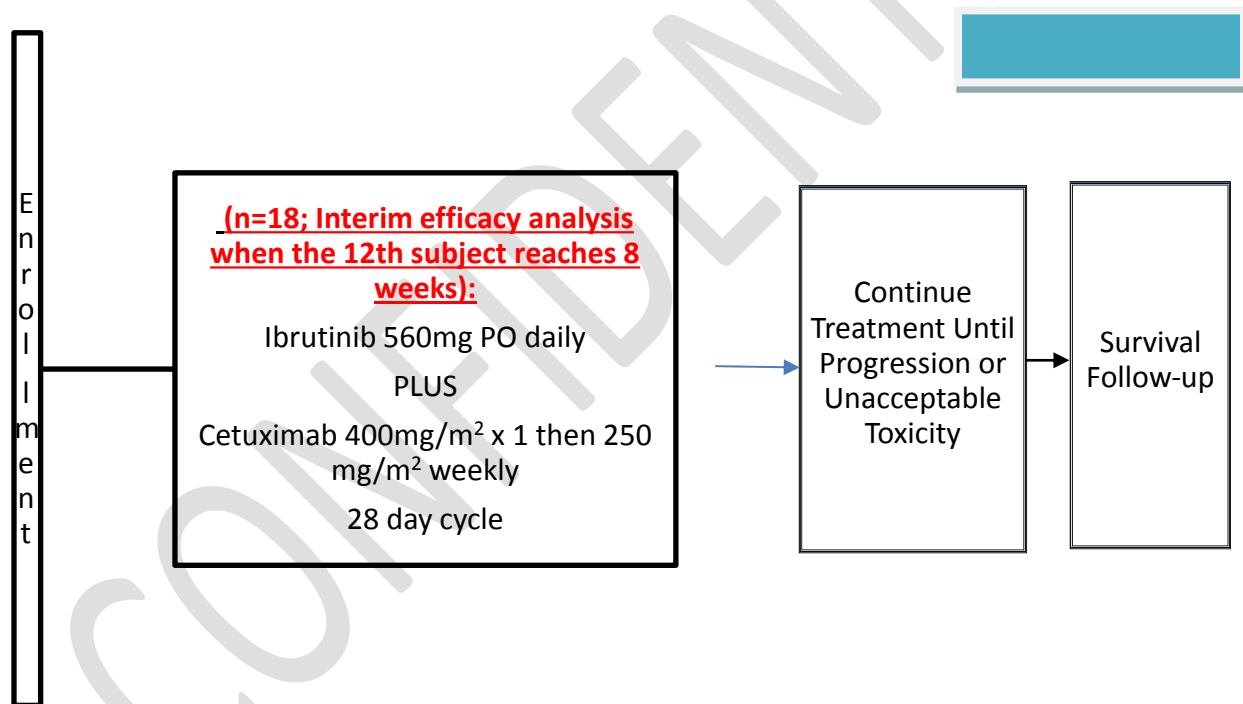 CONFIDENT
Enrollment
(n=18; Interim efficacy analysis
when the 12th subject reaches 8
weeks):
Ibrutinib 560mg PO daily
PLUS
Cetuximab 400mg/m² x 1 then 250
mg/m² weekly
28 day cycle
Continue
Treatment Until
Progression or
Unacceptable
Toxicity
Survival
Follow-up